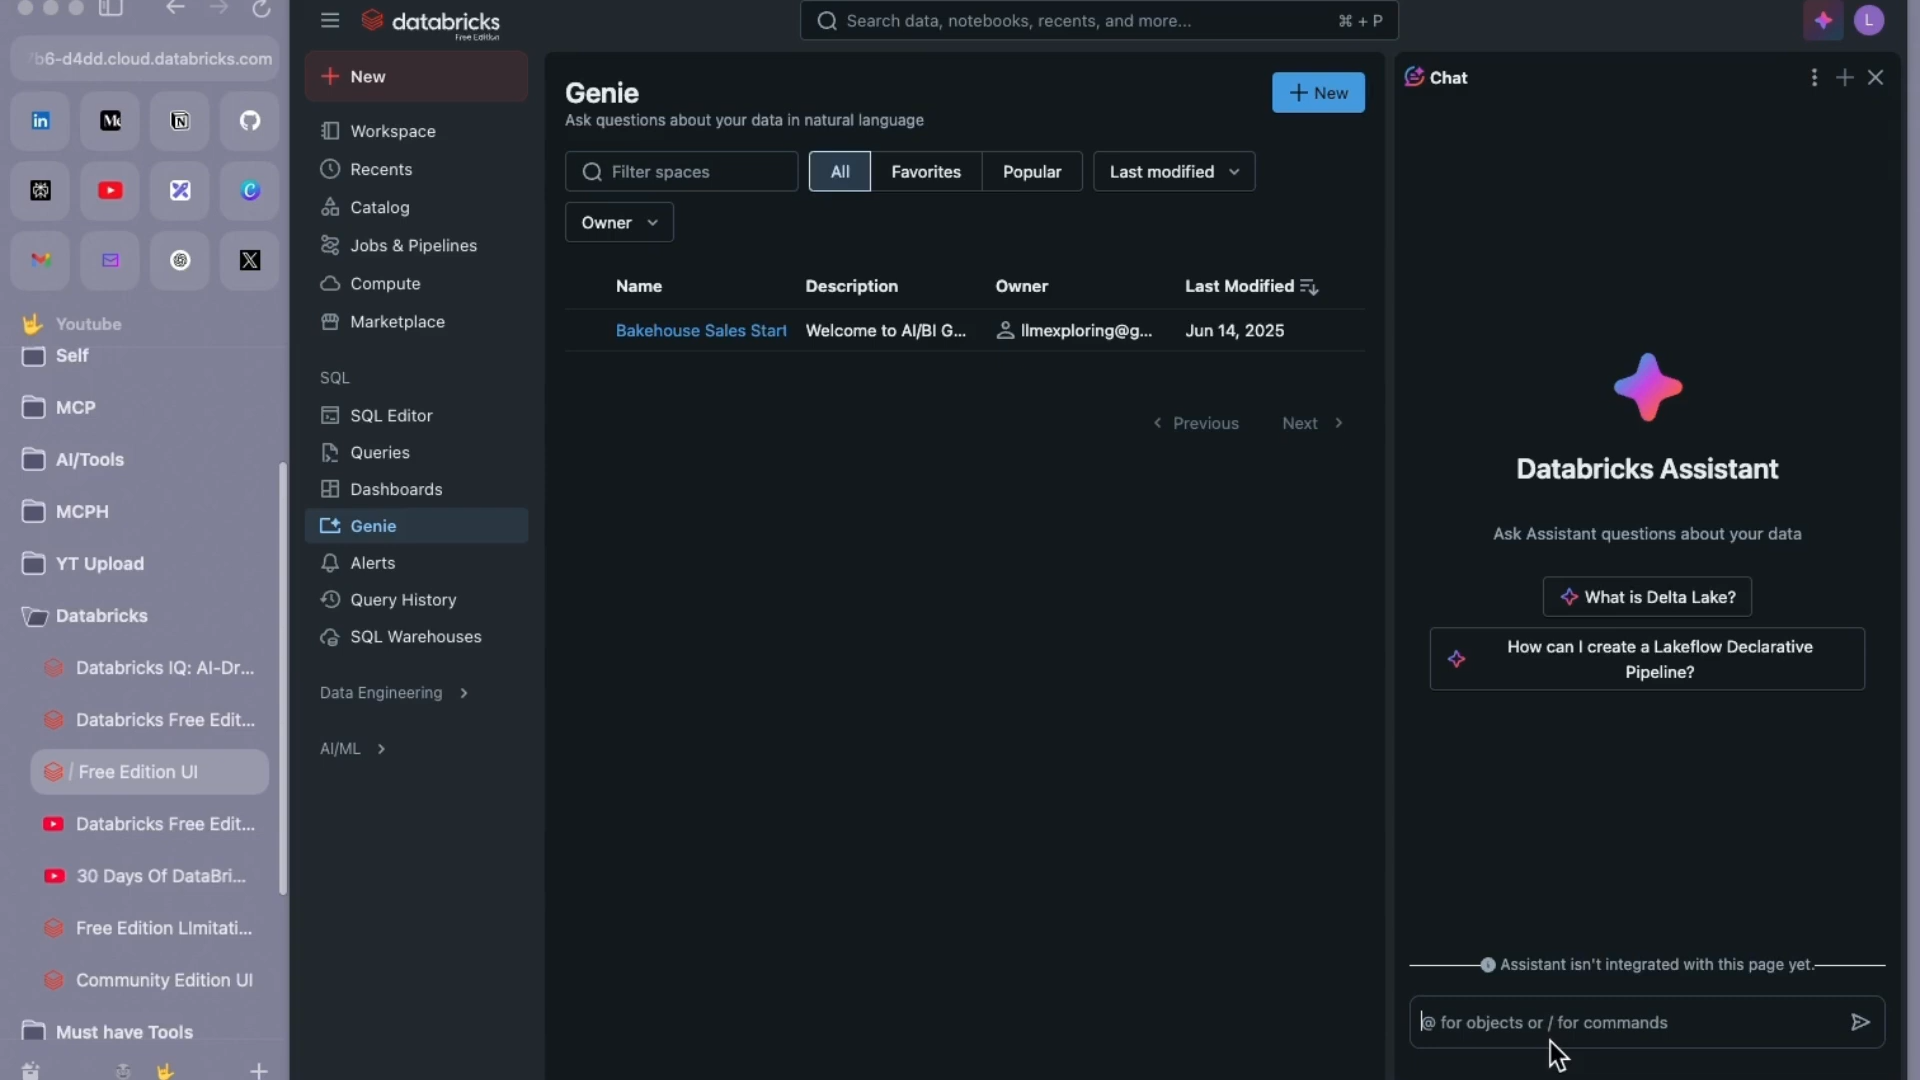 b6-d4dd.cloud.databricks.com
Youtube
Self
MCP
AI/Tools
MCPH
YT Upload
Databricks
Databricks IQ: AI-Dr...
Databricks Free Edit...
/ Free Edition UI
Databricks Free Edit...
30 Days Of DataBri...
Free Edition LImitati...
Community Edition UI
Must have Tools
databricks
Free Edition
Search data, notebooks, recents, and more...
⌘ + P
L
New
Workspace
Recents
Catalog
Jobs & Pipelines
Compute
Marketplace
SQL
SQL Editor
Queries
Dashboards
Genie
Alerts
Query History
SQL Warehouses
Data Engineering
AI/ML
Genie
Ask questions about your data in natural language
New
Filter spaces
All
Favorites
Popular
Last modified
Owner
Name Description Owner Last Modified
Bakehouse Sales Start Welcome to AI/BI G... llmexploring@g... Jun 14, 2025
Previous
Next
Chat
Databricks Assistant
Ask Assistant questions about your data
What is Delta Lake?
How can I create a Lakeflow Declarative
Pipeline?
Assistant isn't integrated with this page yet.
@ for objects or / for commands